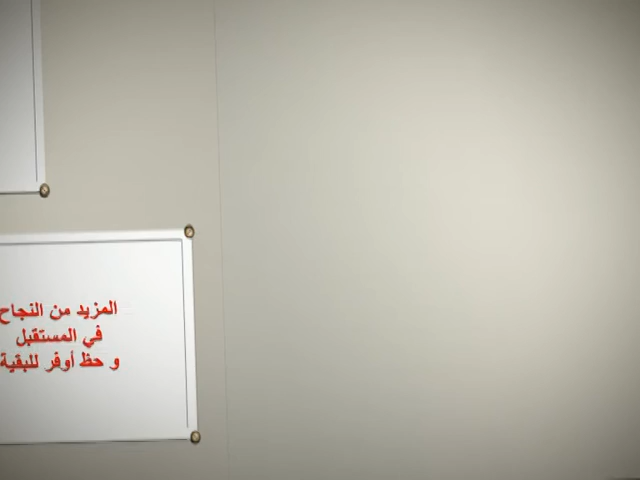 المزيد من النجاح
في المستقبل
و حظ أوفر للبقية